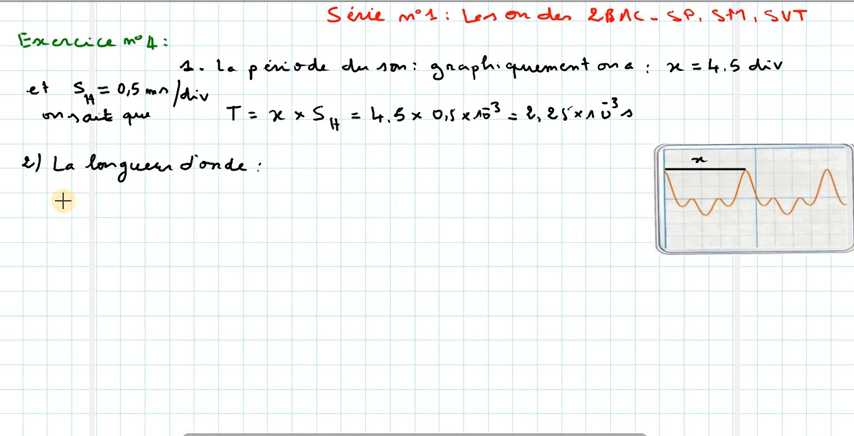 Série n°1 : Les ondes 2BAC - SP, SM, SVT
Exercice n° 4 :
1. La période du son : graphiquement on a : x = 4.5 div
et S_H = 0,5 ms/div
on sait que T = x × S_H = 4.5 × 0,5 × 10^-3 = 2,25 × 10^-3 s
2) La longueur d'onde :
x